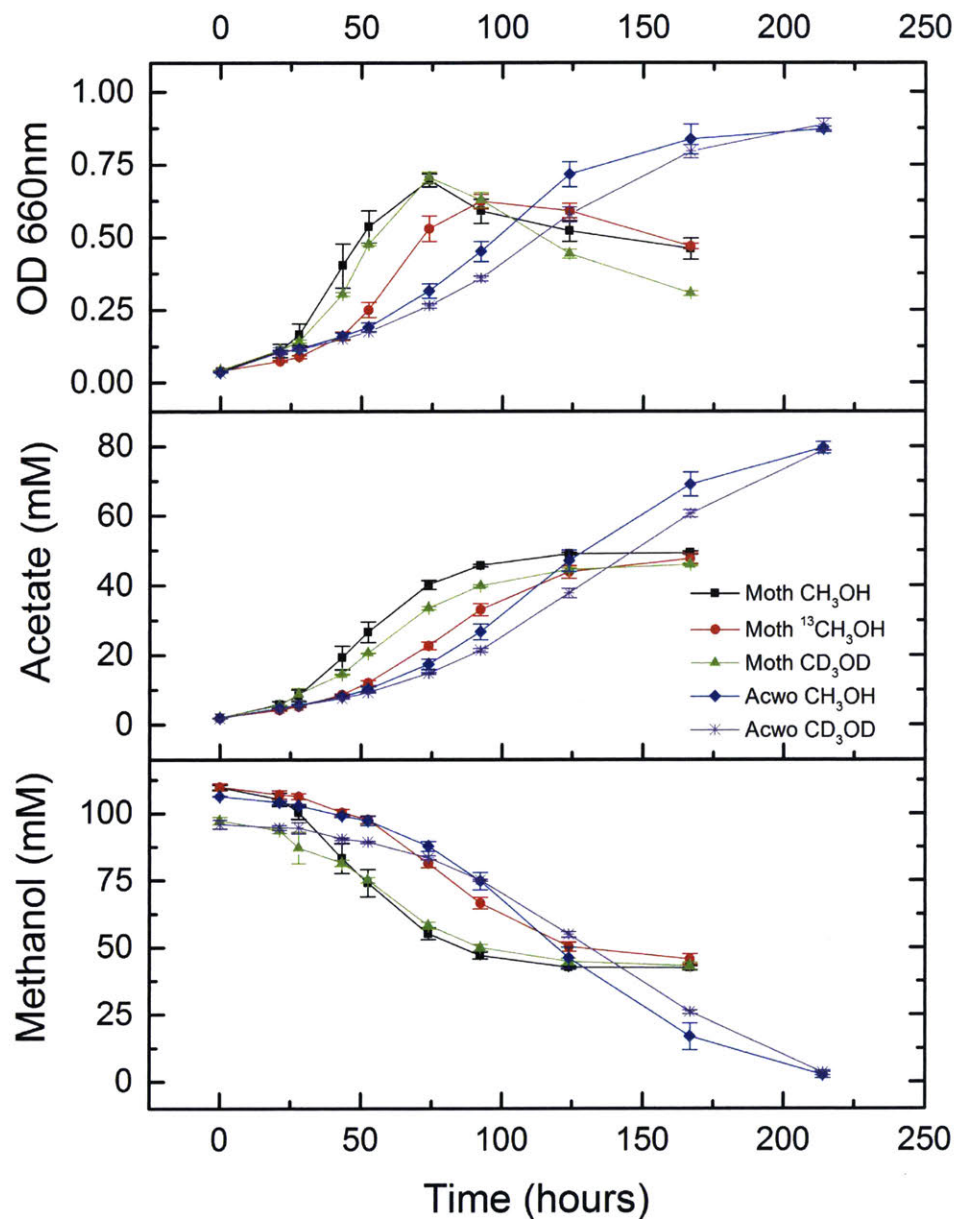 0 50 100 150 200 250
OD 660nm
1.00
0.75
0.50
0.25
0.00
Acetate (mM)
80
60
40
20
0
Moth CH₃OH
Moth ¹³CH₃OH
Moth CD₃OD
Acwo CH₃OH
Acwo CD₃OD
Methanol (mM)
100
75
50
25
0
0 50 100 150 200 250
Time (hours)